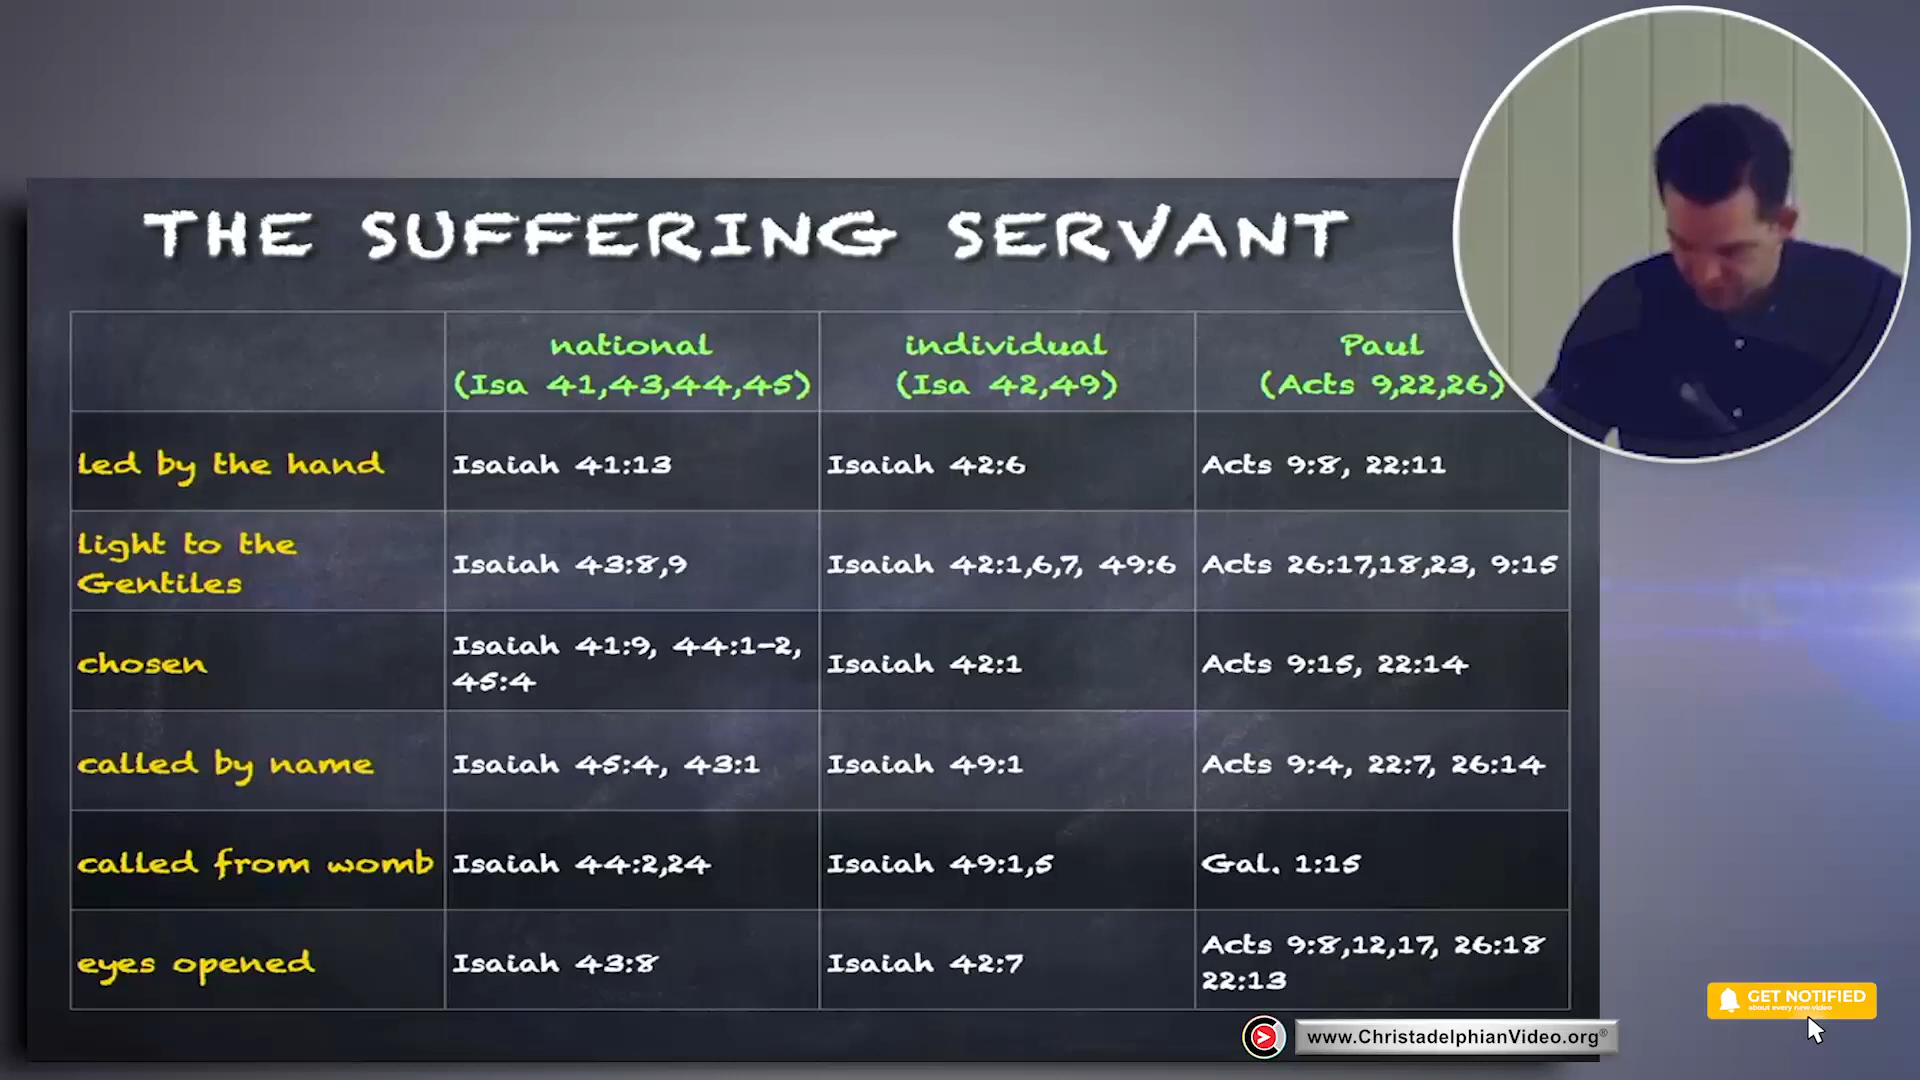 THE SUFFERING SERVANT
national
(Isa 41,43,44,45)
individual
(Isa 42,49)
Paul
(Acts 9,22,26)
led by the hand
Isaiah 41:13
Isaiah 42:6
Acts 9:8, 22:11
light to the
Gentiles
Isaiah 43:8,9
Isaiah 42:1,6,7, 49:6
Acts 26:17,18,23, 9:15
chosen
Isaiah 41:9, 44:1-2,
45:4
Isaiah 42:1
Acts 9:15, 22:14
called by name
Isaiah 45:4, 43:1
Isaiah 49:1
Acts 9:4, 22:7, 26:14
called from womb
Isaiah 44:2,24
Isaiah 49:1,5
Gal. 1:15
eyes opened
Isaiah 43:8
Isaiah 42:7
Acts 9:8,12,17, 26:18
22:13
GET NOTIFIED
about every new video
www.ChristadelphianVideo.org®